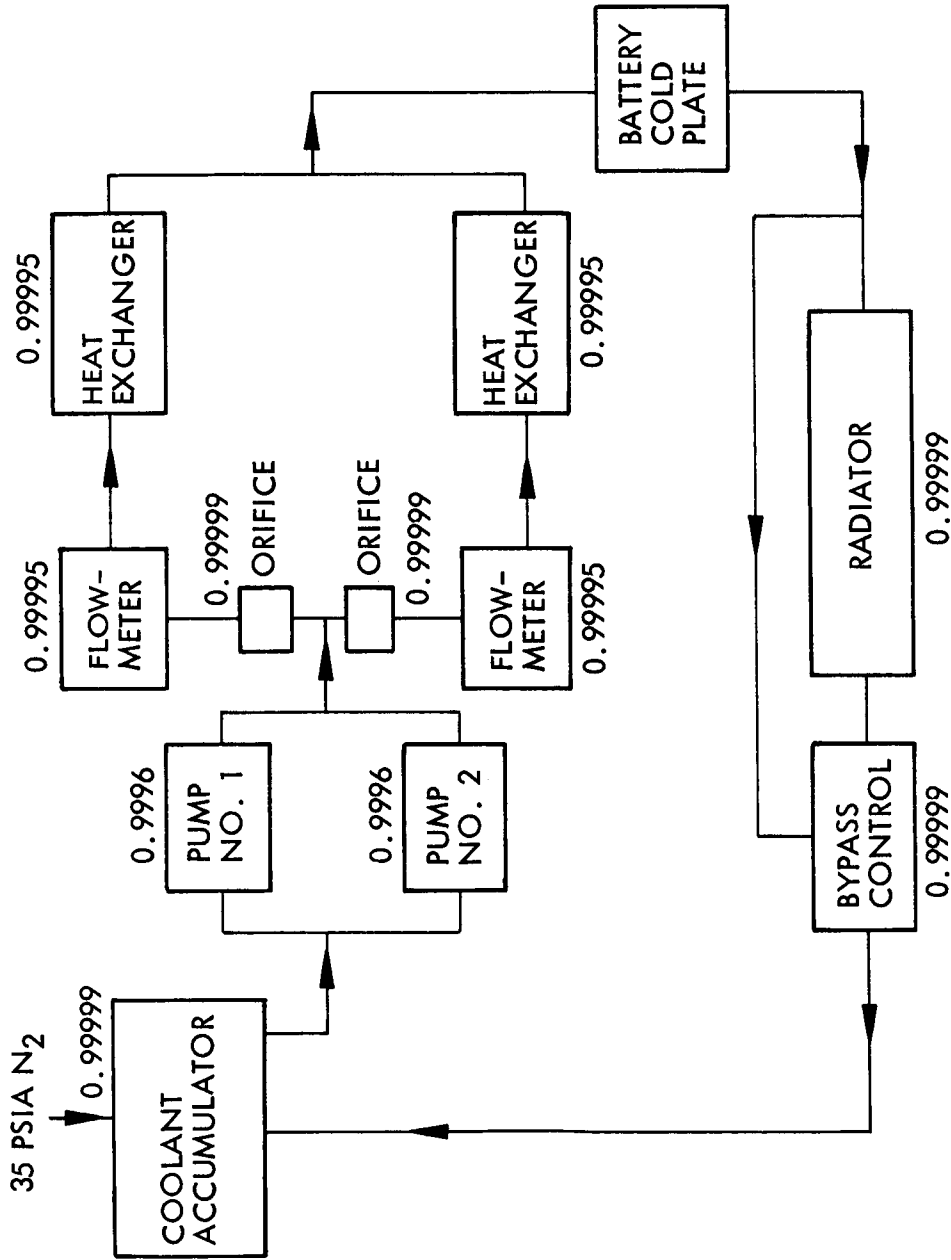 35 PSIA N2
0.99999
COOLANT
ACCUMULATOR
0.9996
PUMP
NO. 1
0.9996
PUMP
NO. 2
0.99995
FLOW-
METER
0.99999
ORIFICE
ORIFICE
0.99999
FLOW-
METER
0.99995
0.99995
HEAT
EXCHANGER
HEAT
EXCHANGER
0.99995
BATTERY
COLD
PLATE
BYPASS
CONTROL
0.99999
RADIATOR
0.99999